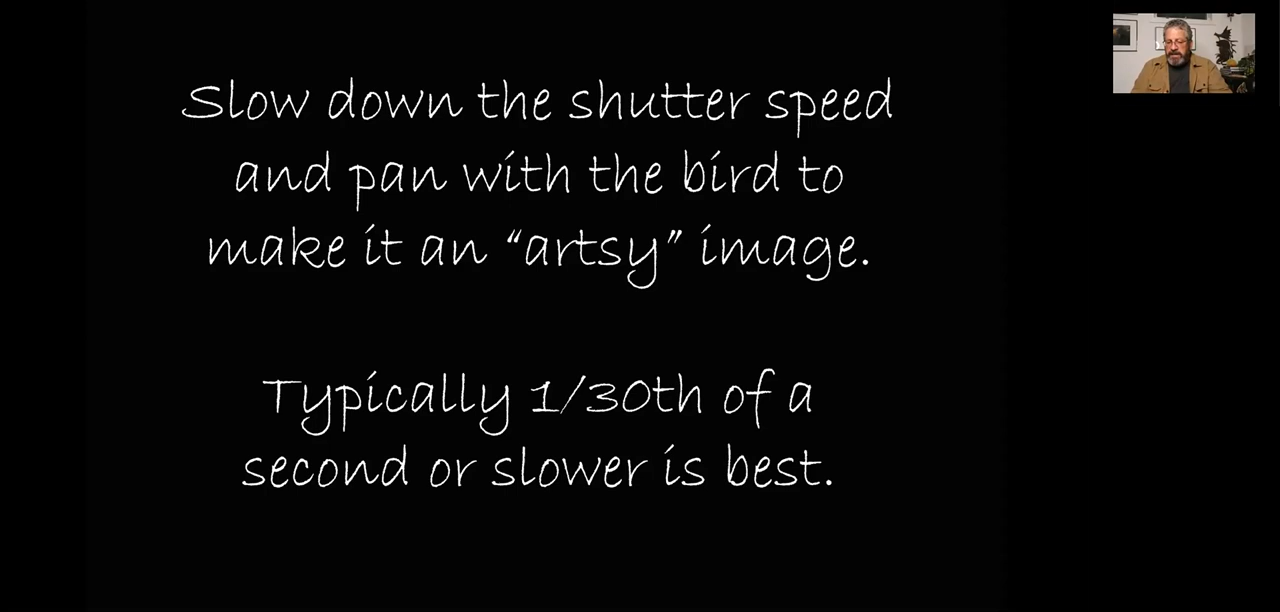 Slow down the shutter speed
and pan with the bird to
make it an “artsy” image.
Typically 1/30th of a
second or slower is best.